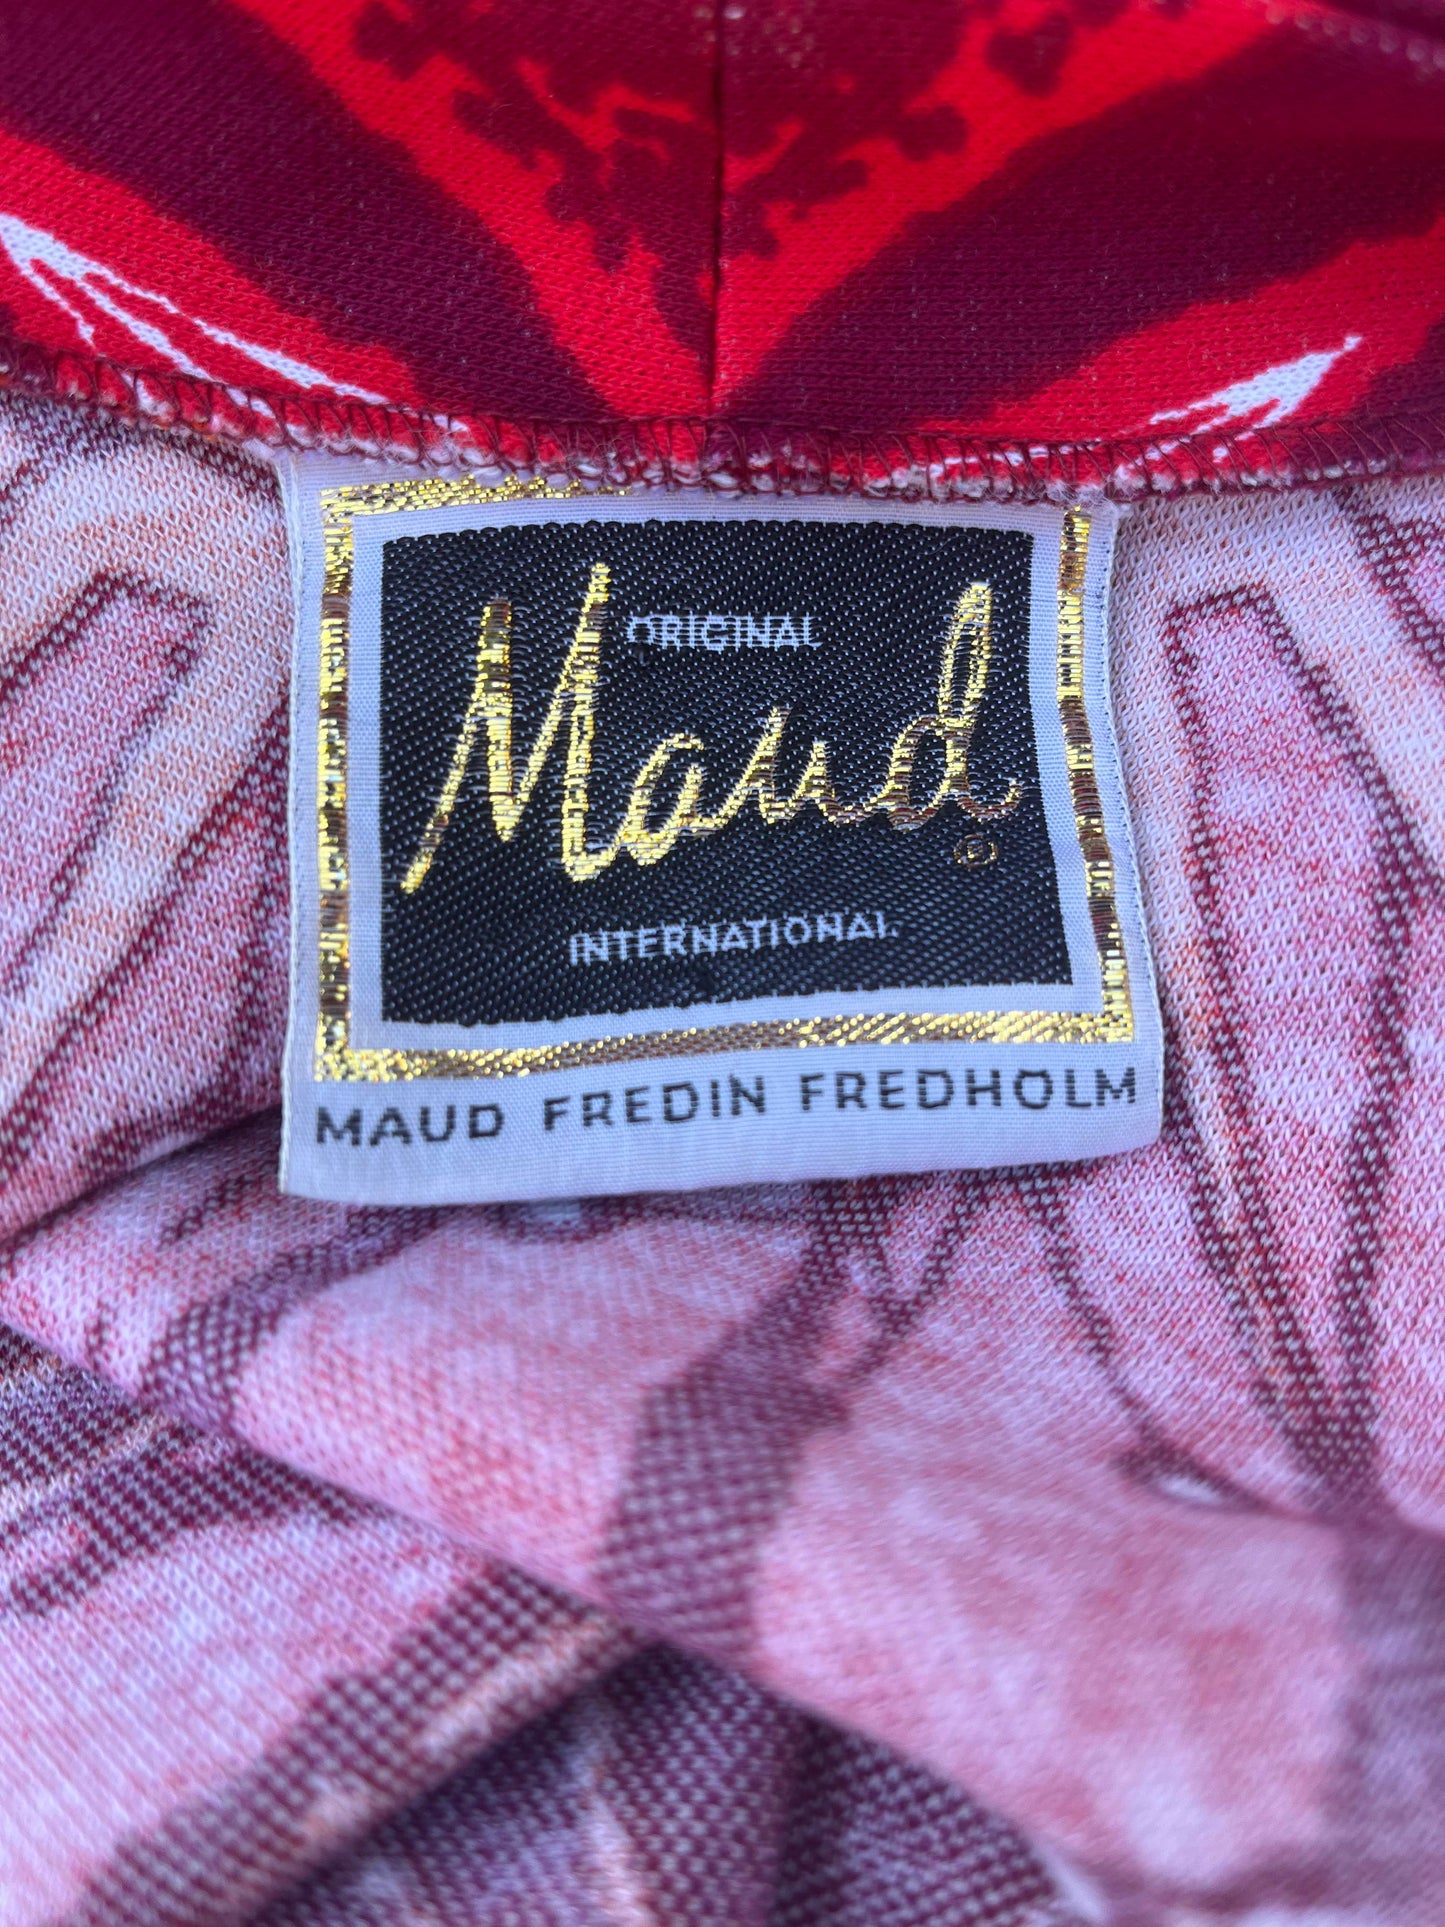 ORIGINAL
Maud
INTERNATIONAL
MAUD FREDIN FREDHOLM